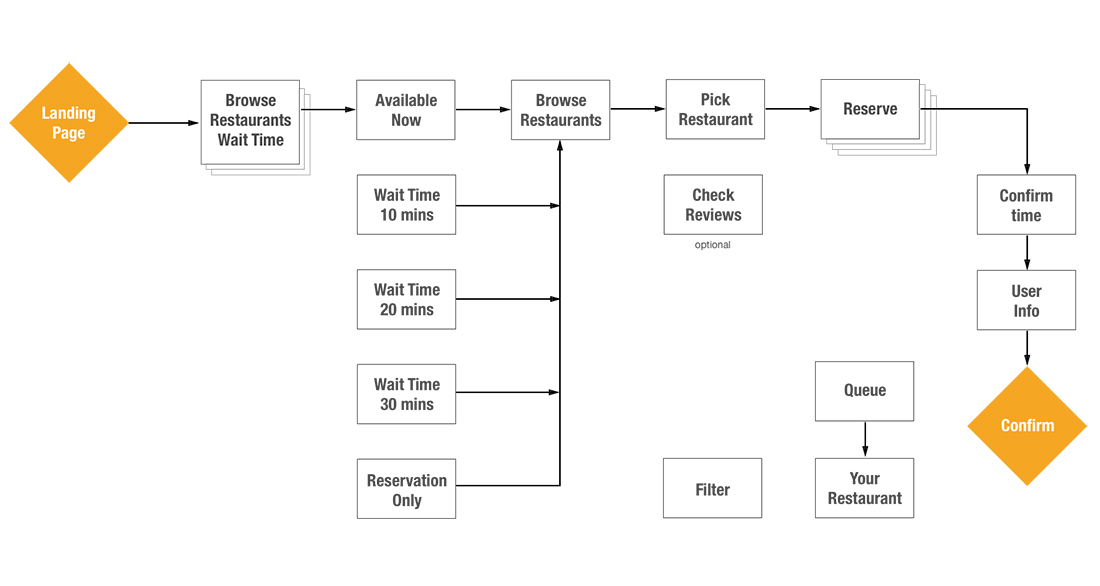 Landing
Page
Browse
Restaurants
Wait Time
Available
Now
Browse
Restaurants
Pick
Restaurant
Reserve
Wait Time
10 mins
Check
Reviews
optional
Confirm
time
Wait Time
20 mins
User
Info
Wait Time
30 mins
Queue
Confirm
Reservation
Only
Filter
Your
Restaurant